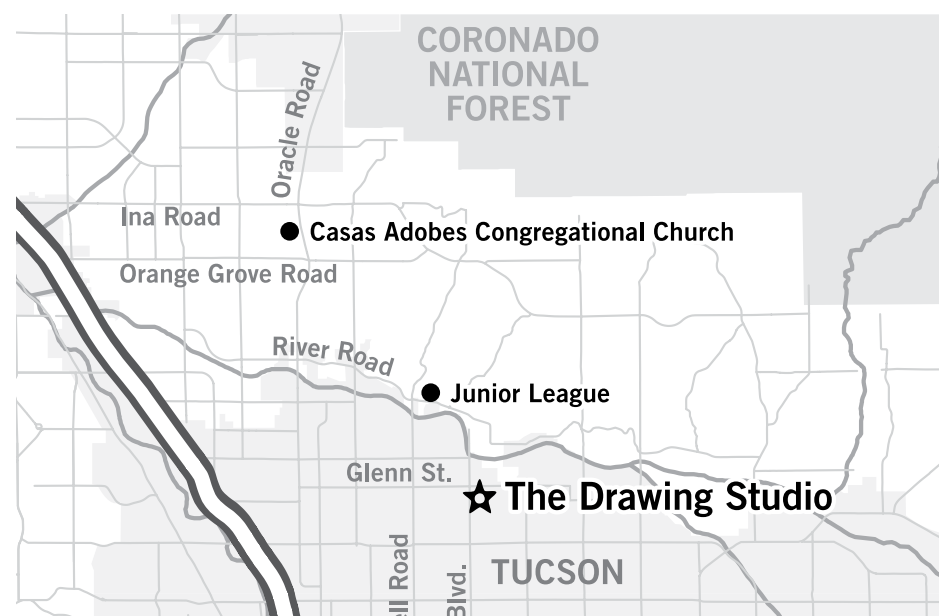 CORONADO
NATIONAL
FOREST
Oracle Road
Ina Road
Casas Adobes Congregational Church
Orange Grove Road
River Road
Junior League
Glenn St.
The Drawing Studio
TUCSON
Road
Blvd.